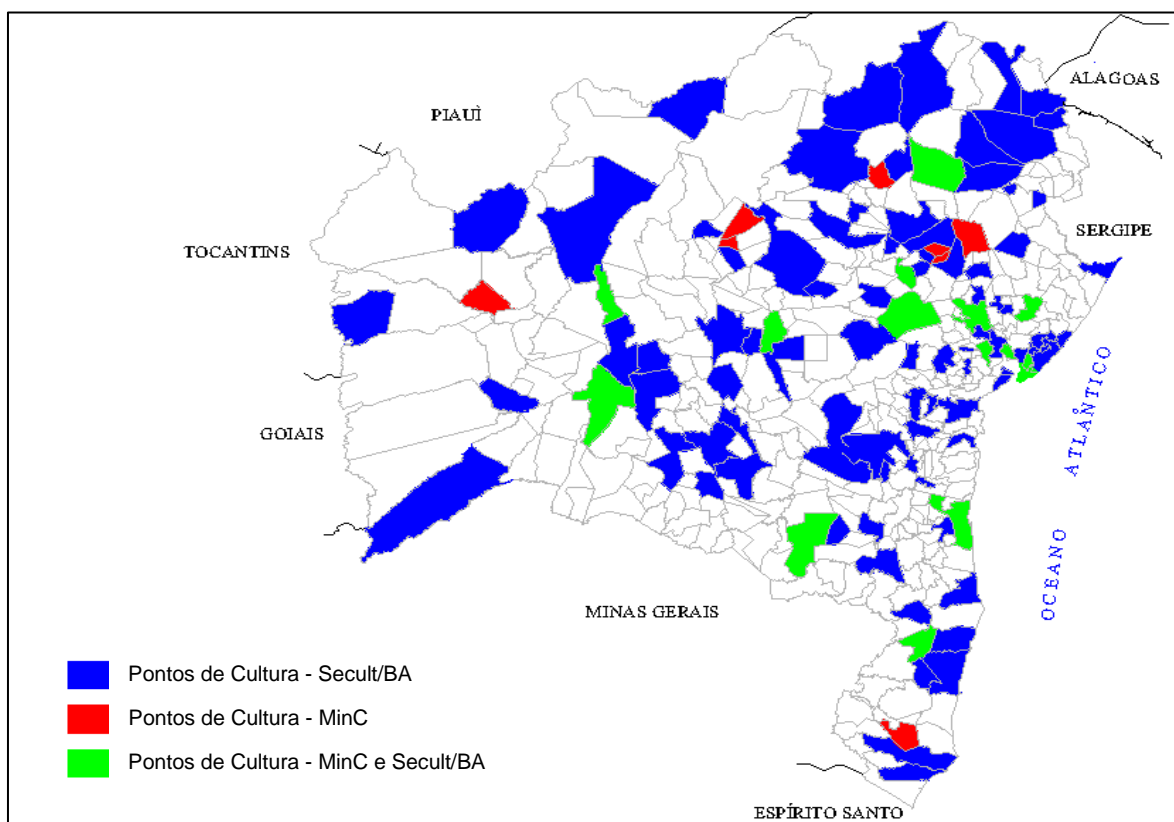 ALAGOAS
PIAUÌ
SERGIPE
TOCANTINS
OCEANO ATLÂNTICO
GOIAIS
MINAS GERAIS
Pontos de Cultura - Secult/BA
Pontos de Cultura - MinC
Pontos de Cultura - MinC e Secult/BA
ESPÍRITO SANTO